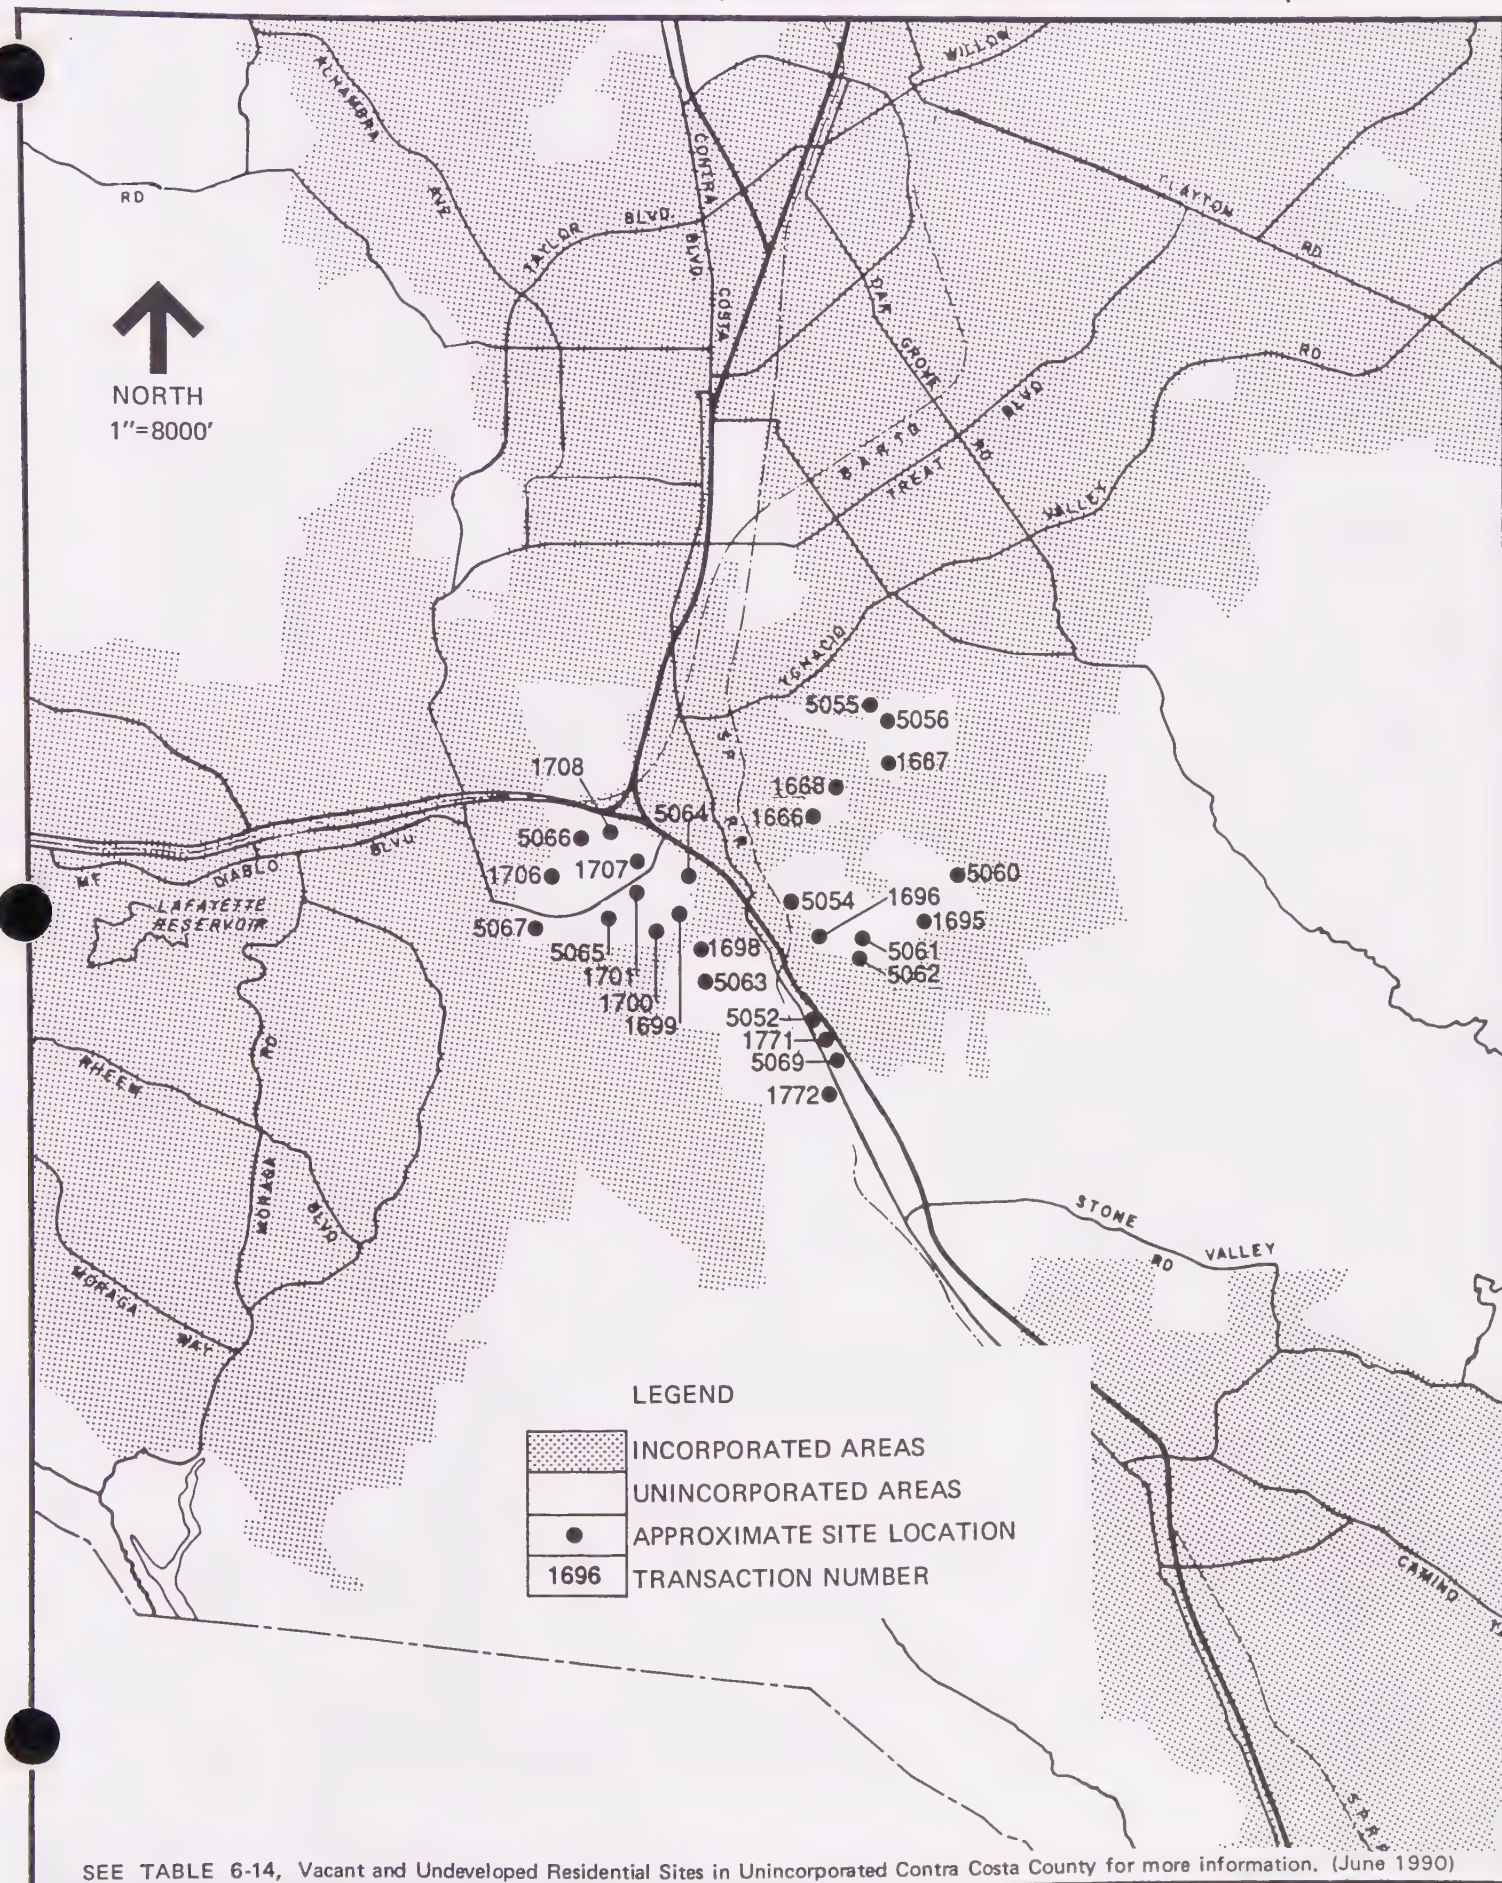 WILLOW
ALHAMBRA
AVE
RD
CONTRA
COSTA
BLVD.
TAYLOR
BLVD.
CLAYTON
RD
OAK
GROVE
RD
NORTH
1"=8000'
RD
BLVD
TREAT
BARTD
VALLEY
YGNACIO
5055
5056
S.P.
R.R.
1667
1708
1668
5064
1666
5066
1706
1707
5060
5054
1696
1695
MT
DIABLO
BLVD
LAFAYETTE
RESERVOIR
5067
5065
1701
1700
1699
1698
5063
5061
5062
5052
1771
5069
1772
RD
RHEEM
BLVD
MORAGA
MORAGA
WAY
STONE
VALLEY
RD
LEGEND
INCORPORATED AREAS
UNINCORPORATED AREAS
APPROXIMATE SITE LOCATION
1696 TRANSACTION NUMBER
CAMINO
S.P.R.R
SEE TABLE 6-14, Vacant and Undeveloped Residential Sites in Unincorporated Contra Costa County for more information. (June 1990)